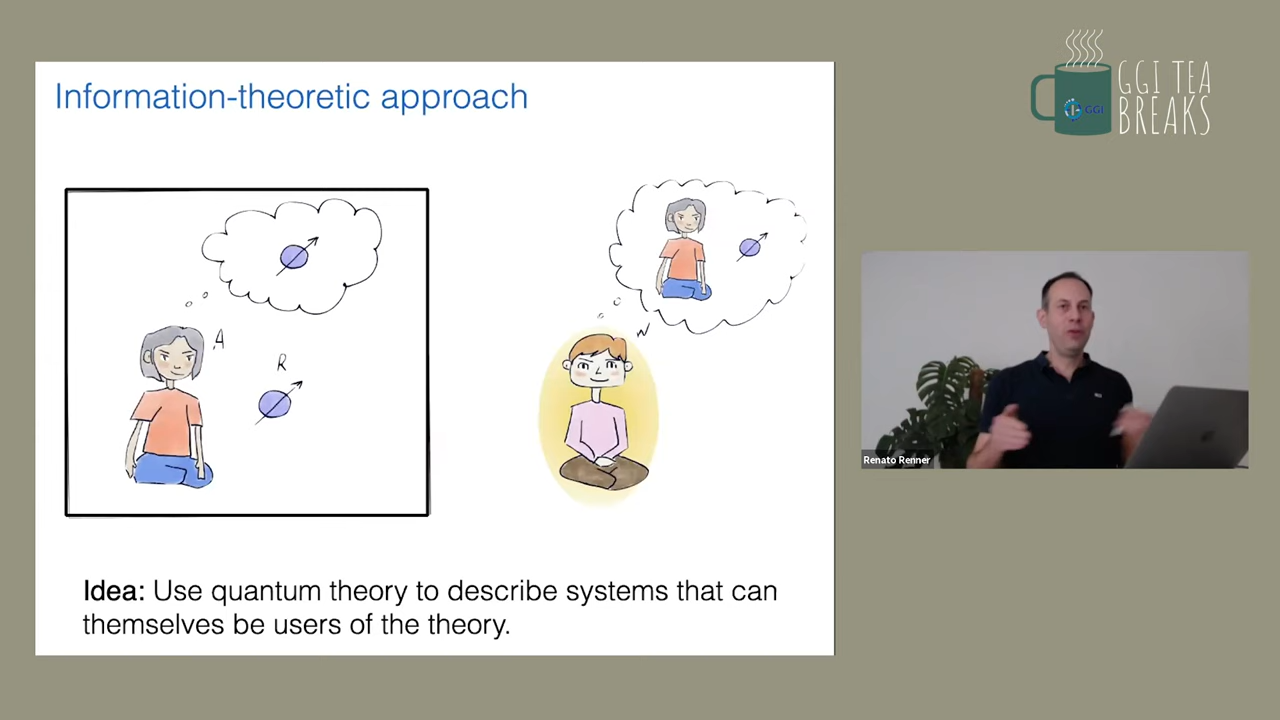 Information-theoretic approach
A
R
W
Idea: Use quantum theory to describe systems that can
themselves be users of the theory.
GGI TEA
BREAKS
GGI
Renato Renner